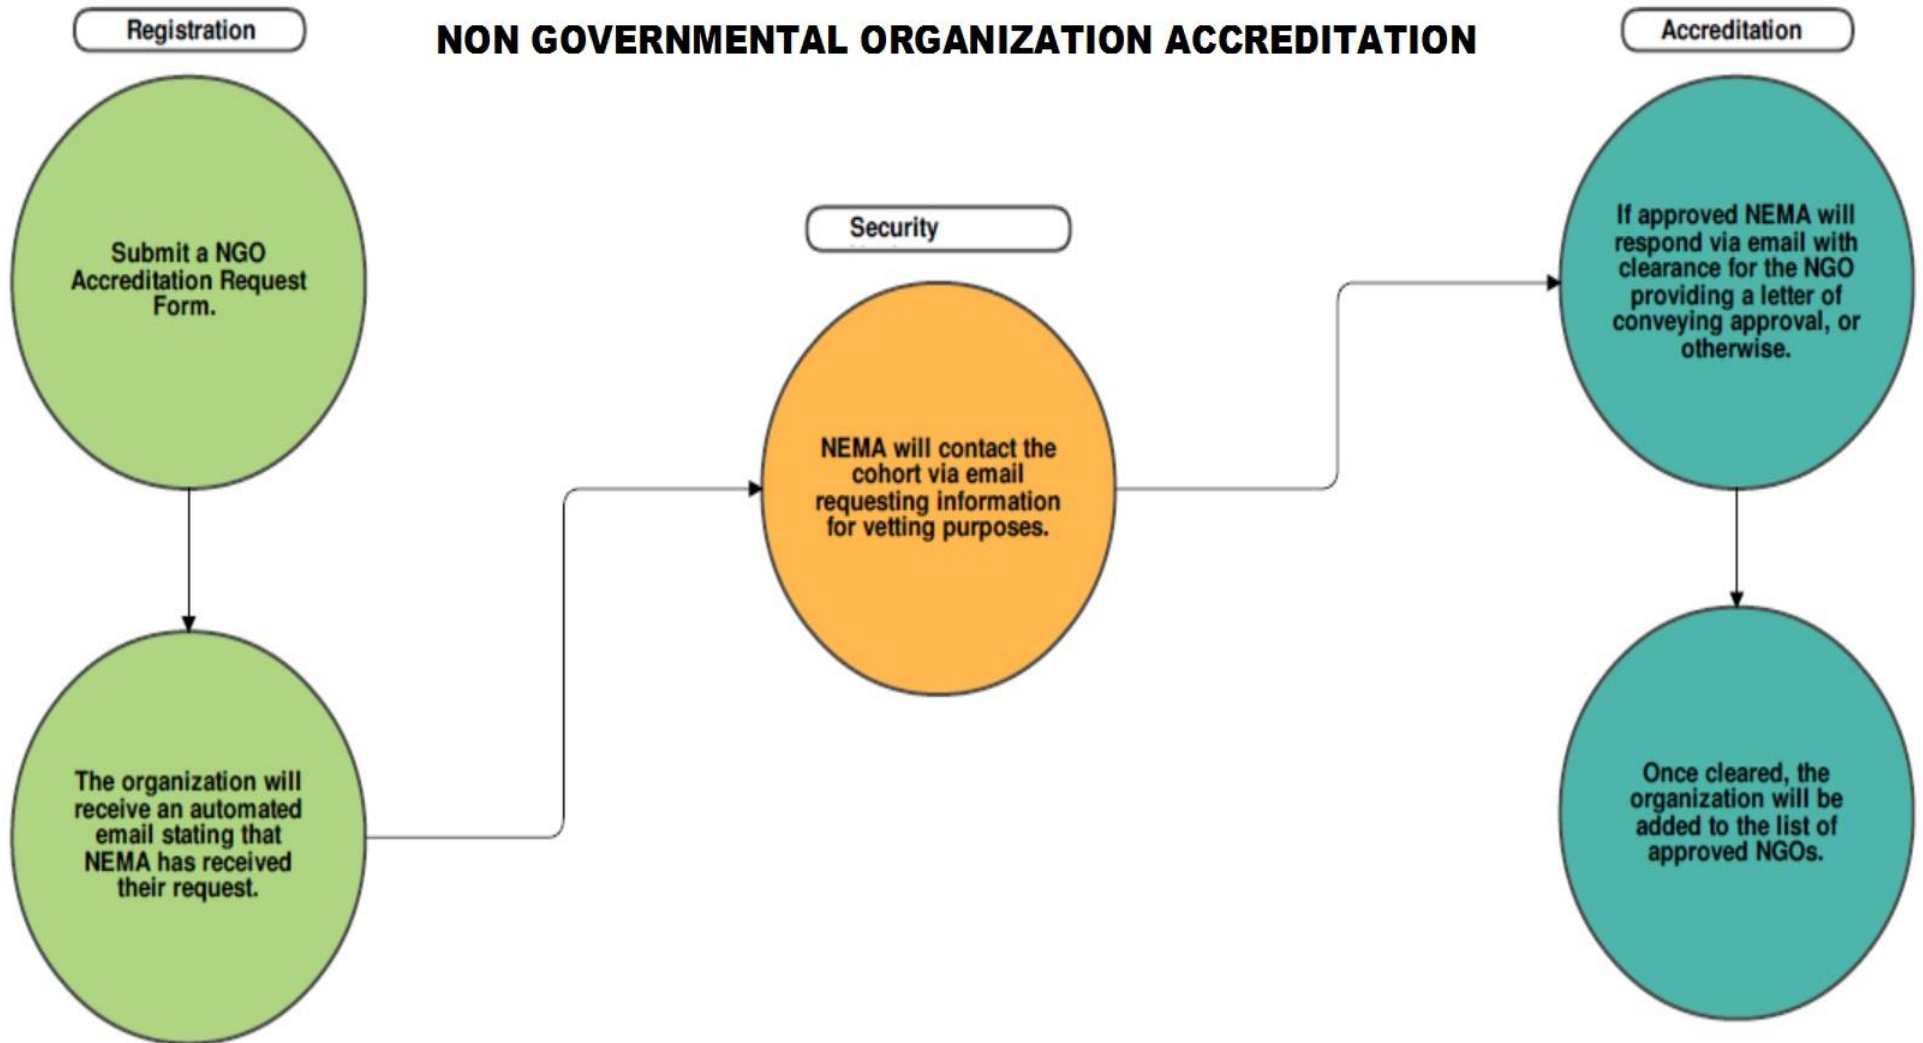 Registration
NON GOVERNMENTAL ORGANIZATION ACCREDITATION
Accreditation
Submit a NGO
Accreditation Request
Form.
The organization will
receive an automated
email stating that
NEMA has received
their request.
Security
NEMA will contact the
cohort via email
requesting information
for vetting purposes.
If approved NEMA will
respond via email with
clearance for the NGO
providing a letter of
conveying approval, or
otherwise.
Once cleared, the
organization will be
added to the list of
approved NGOs.